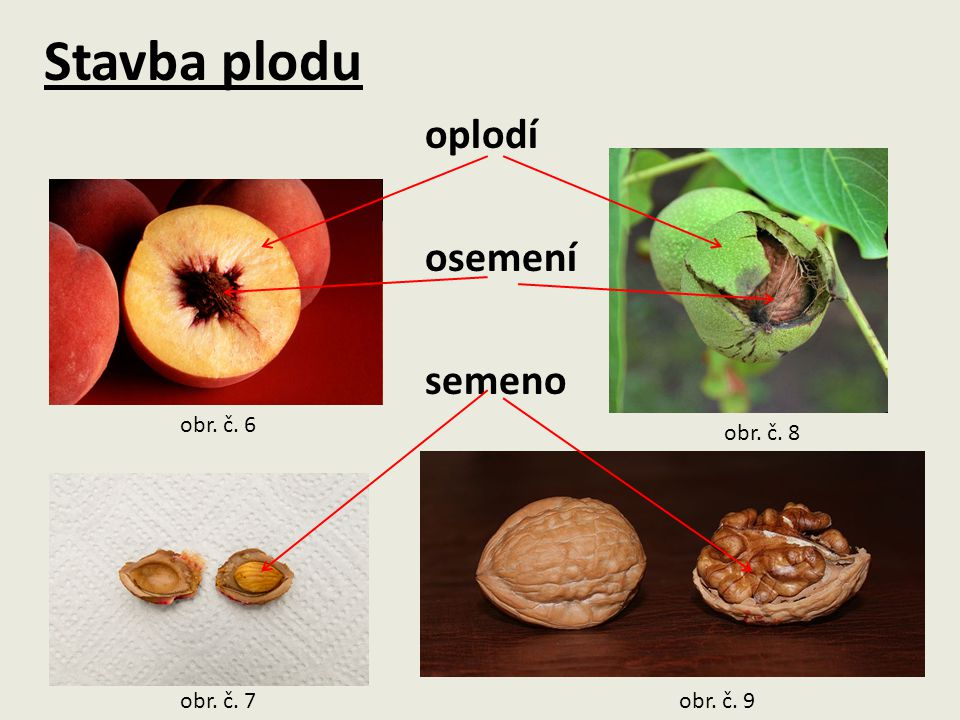 Stavba plodu
oplodí
osemení
semeno
obr. č. 6
obr. č. 8
obr. č. 7
obr. č. 9